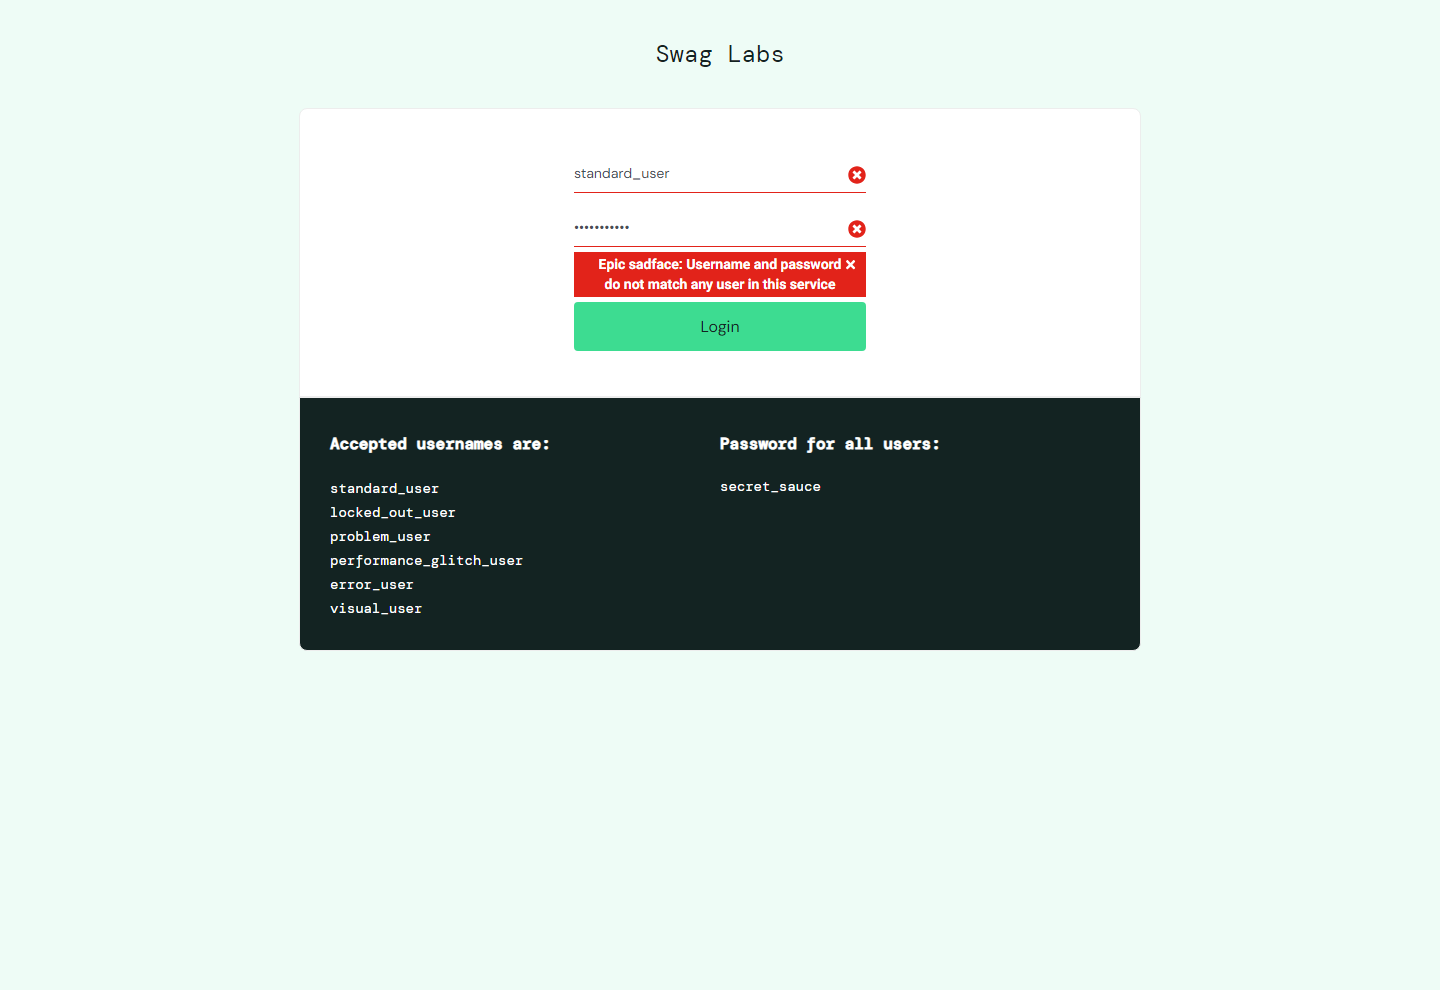 Swag Labs
standard_user
•••••••••••
Epic sadface: Username and password
do not match any user in this service
Login
Accepted usernames are:
standard_user
locked_out_user
problem_user
performance_glitch_user
error_user
visual_user
Password for all users:
secret_sauce